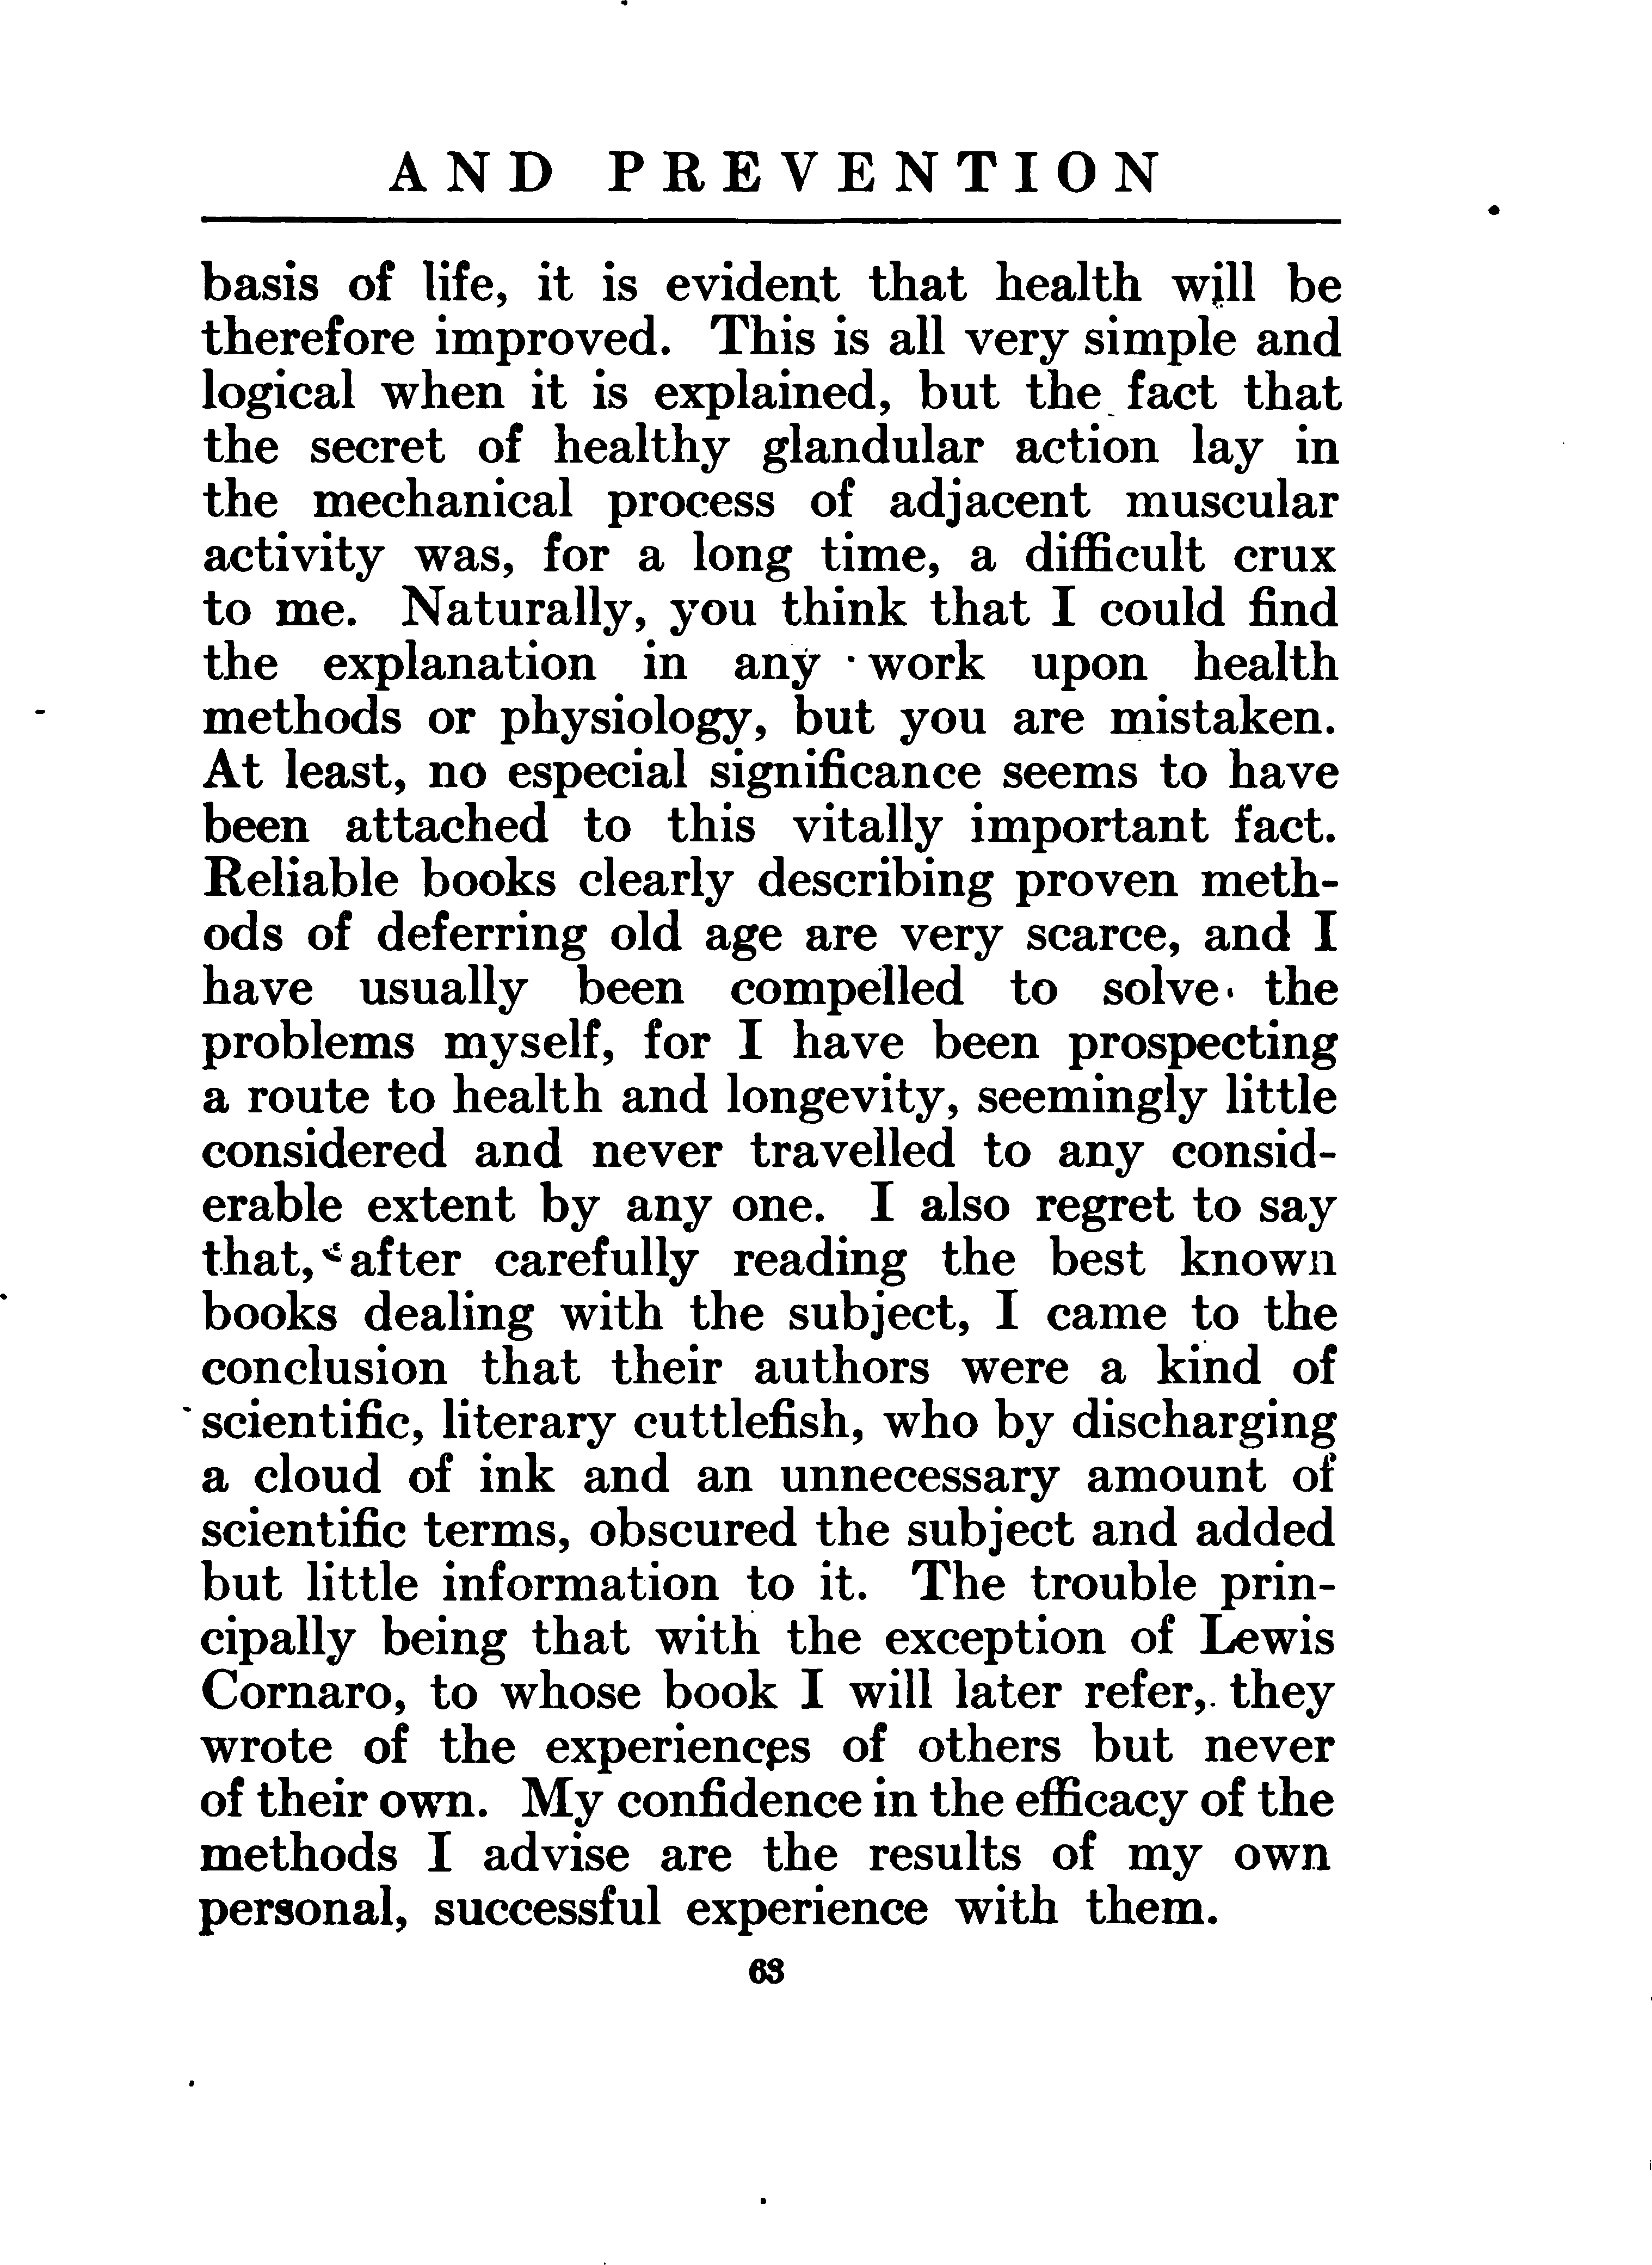 AND PREVENTION
basis of life, it is evident that health will be
therefore improved. This is all very simple and
logical when it is explained, but the fact that
the secret of healthy glandular action lay in
the mechanical process of adjacent muscular
activity was, for a long time, a difficult crux
to me. Naturally, you think that I could find
the explanation in any work upon health
methods or physiology, but you are mistaken.
At least, no especial significance seems to have
been attached to this vitally important fact.
Reliable books clearly describing proven meth-
ods of deferring old age are very scarce, and I
have usually been compelled to solve the
problems myself, for I have been prospecting
a route to health and longevity, seemingly little
considered and never travelled to any consid-
erable extent by any one. I also regret to say
that, after carefully reading the best known
books dealing with the subject, I came to the
conclusion that their authors were a kind of
scientific, literary cuttlefish, who by discharging
a cloud of ink and an unnecessary amount of
scientific terms, obscured the subject and added
but little information to it. The trouble prin-
cipally being that with the exception of Lewis
Cornaro, to whose book I will later refer, they
wrote of the experiences of others but never
of their own. My confidence in the efficacy of the
methods I advise are the results of my own
personal, successful experience with them.
63